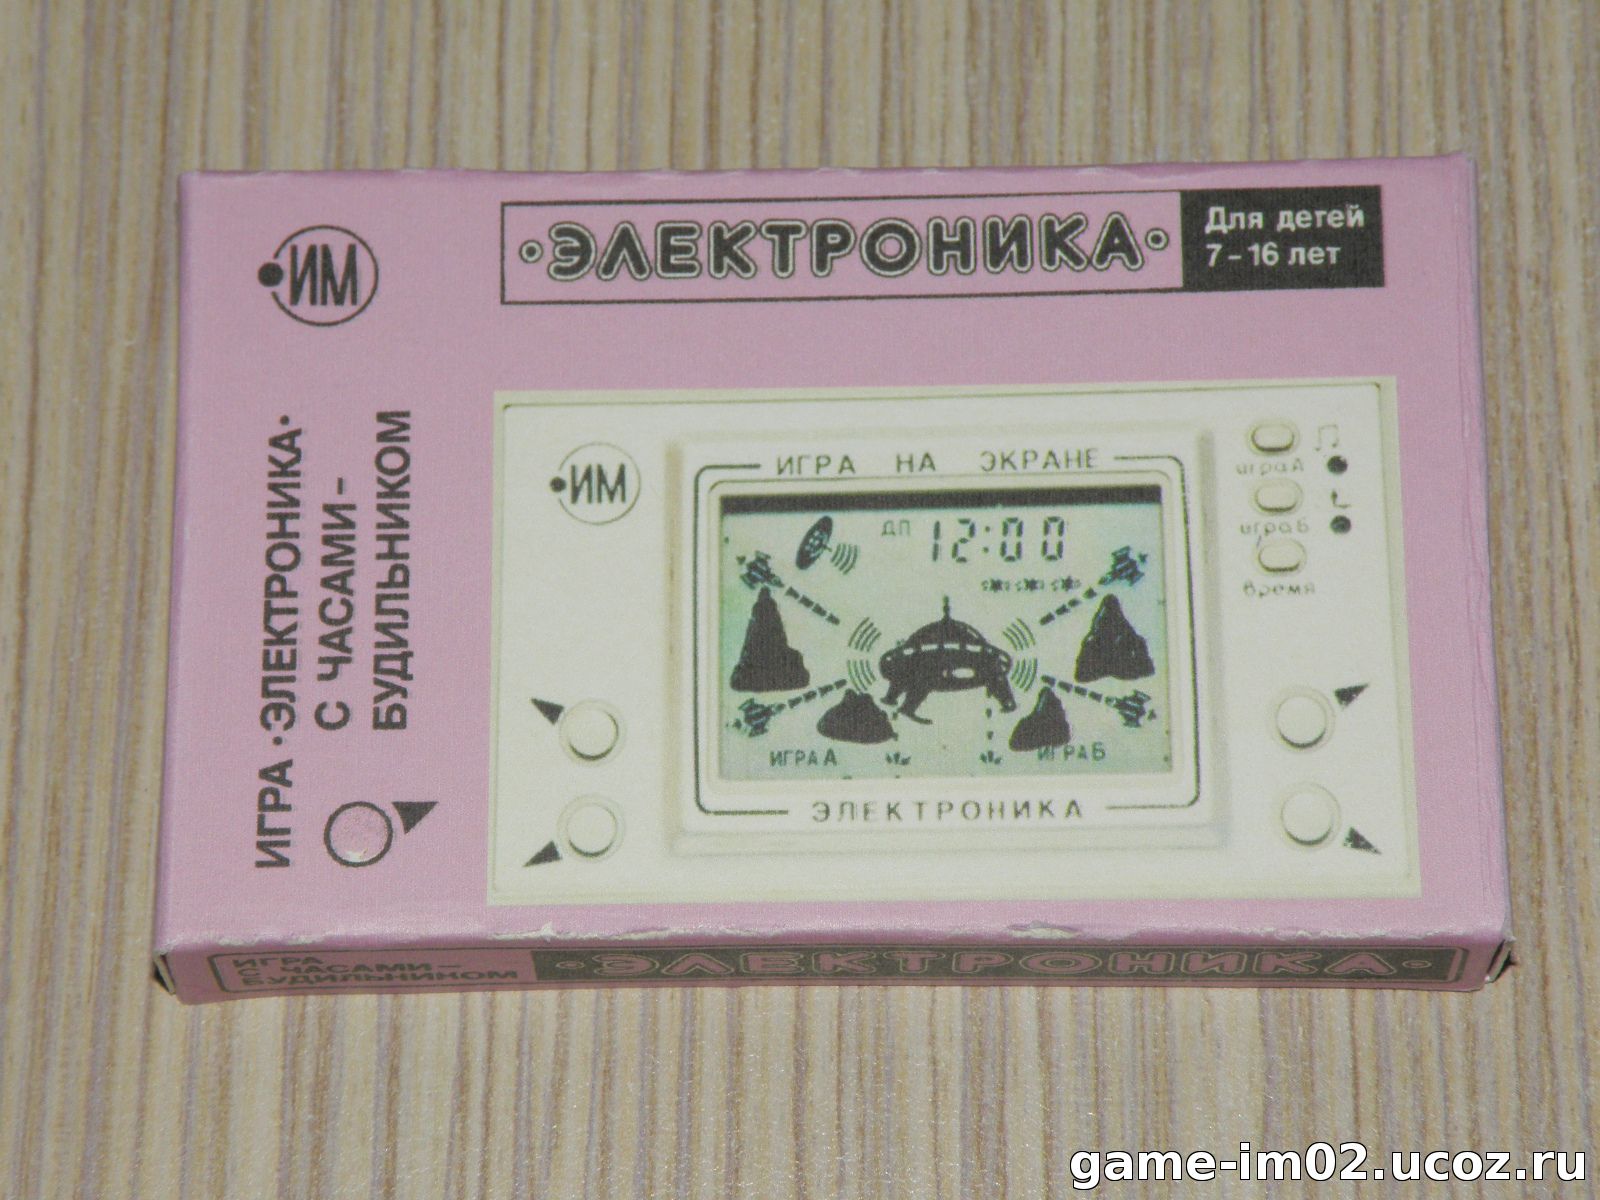 ИМ
ИГРА •ЭЛЕКТРОНИКА•
С ЧАСАМИ-
БУДИЛЬНИКОМ
•ЭЛЕКТРОНИКА•
Для детей
7-16 лет
ИМ
ИГРА НА ЭКРАНЕ
ДП 12:00
ИГРА А
ИГРА Б
ЭЛЕКТРОНИКА
игра А
игра Б
время
ИГРА
С ЧАСАМИ-
БУДИЛЬНИКОМ
•ЭЛЕКТРОНИКА•
game-im02.ucoz.ru